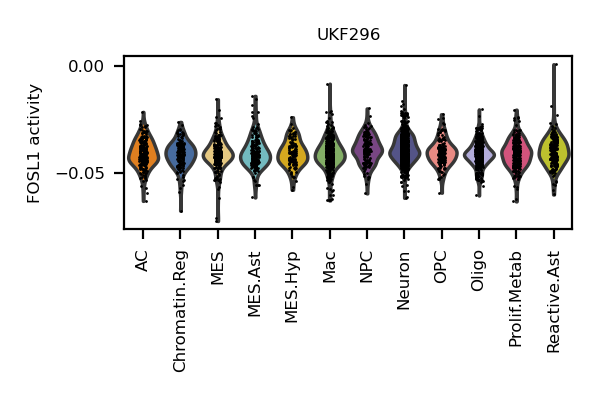 UKF296
FOSL1 activity
0.00
−0.05
AC
Chromatin.Reg
MES
MES.Ast
MES.Hyp
Mac
NPC
Neuron
OPC
Oligo
Prolif.Metab
Reactive.Ast